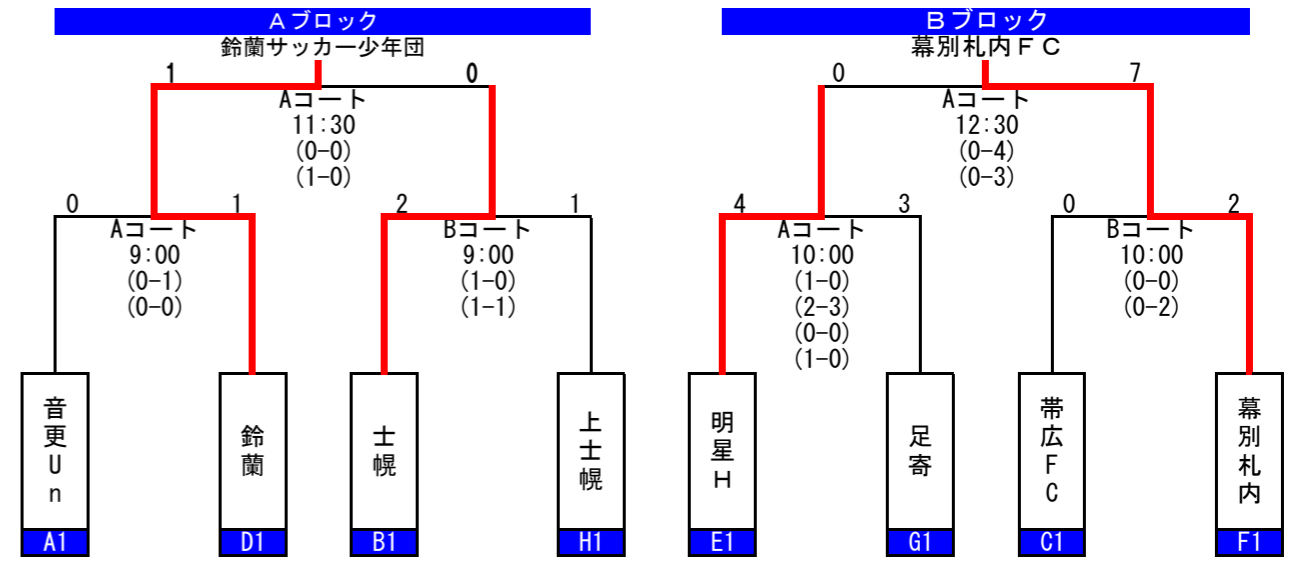 Aブロック
鈴蘭サッカー少年団
1
0
Aコート
11:30
(0-0)
(1-0)
0
1
Aコート
9:00
(0-1)
(0-0)
2
1
Bコート
9:00
(1-0)
(1-1)
音更Un
鈴蘭
士幌
上士幌
A1
D1
B1
H1
Bブロック
幕別札内FC
0
7
Aコート
12:30
(0-4)
(0-3)
4
3
Aコート
10:00
(1-0)
(2-3)
(0-0)
(1-0)
0
2
Bコート
10:00
(0-0)
(0-2)
明星H
足寄
帯広FC
幕別札内
E1
G1
C1
F1